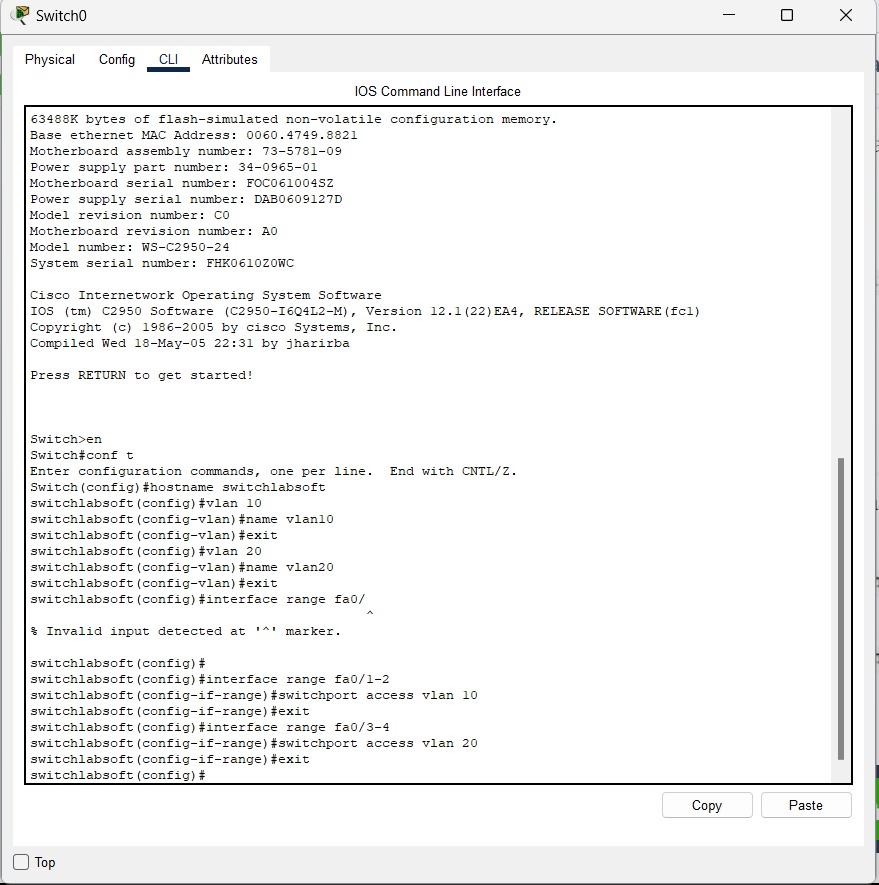 Switch0
Physical Config CLI Attributes
IOS Command Line Interface
63488K bytes of flash-simulated non-volatile configuration memory.
Base ethernet MAC Address: 0060.4749.8821
Motherboard assembly number: 73-5781-09
Power supply part number: 34-0965-01
Motherboard serial number: FOC061004SZ
Power supply serial number: DAB0609127D
Model revision number: C0
Motherboard revision number: A0
Model number: WS-C2950-24
System serial number: FHK0610Z0WC
Cisco Internetwork Operating System Software
IOS (tm) C2950 Software (C2950-I6Q4L2-M), Version 12.1(22)EA4, RELEASE SOFTWARE(fc1)
Copyright (c) 1986-2005 by cisco Systems, Inc.
Compiled Wed 18-May-05 22:31 by jharirba
Press RETURN to get started!
Switch>en
Switch#conf t
Enter configuration commands, one per line.  End with CNTL/Z.
Switch(config)#hostname switchlabsoft
switchlabsoft(config)#vlan 10
switchlabsoft(config-vlan)#name vlan10
switchlabsoft(config-vlan)#exit
switchlabsoft(config)#vlan 20
switchlabsoft(config-vlan)#name vlan20
switchlabsoft(config-vlan)#exit
switchlabsoft(config)#interface range fa0/
^
% Invalid input detected at '^' marker.
switchlabsoft(config)#
switchlabsoft(config)#interface range fa0/1-2
switchlabsoft(config-if-range)#switchport access vlan 10
switchlabsoft(config-if-range)#exit
switchlabsoft(config)#interface range fa0/3-4
switchlabsoft(config-if-range)#switchport access vlan 20
switchlabsoft(config-if-range)#exit
switchlabsoft(config)#
Copy Paste
Top